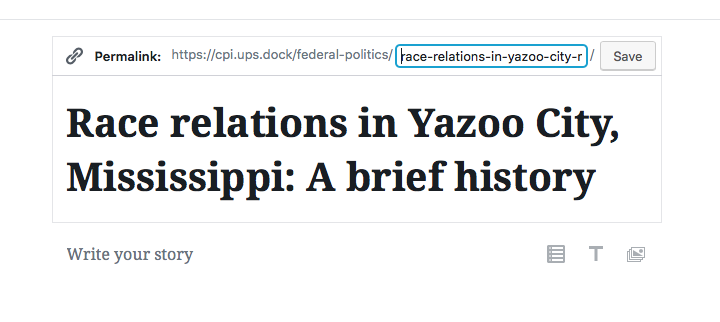 Permalink: https://cpi.ups.dock/federal-politics/ race-relations-in-yazoo-city-r / Save
Race relations in Yazoo City,
Mississippi: A brief history
Write your story T